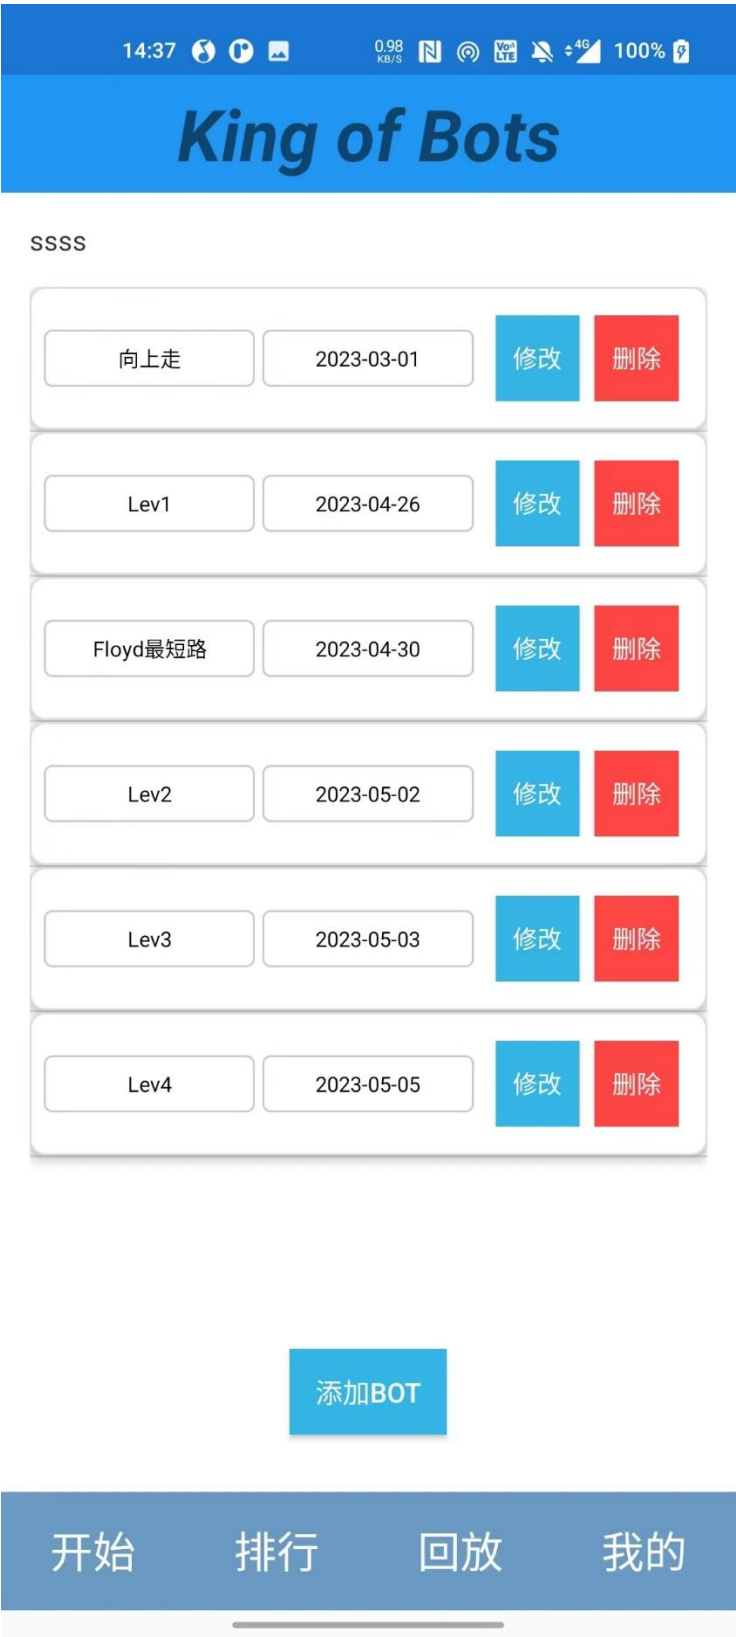 14:37 0.98 KB/S Vo LTE 4G 100%
King of Bots
ssss
向上走 2023-03-01 修改 删除
Lev1 2023-04-26 修改 删除
Floyd最短路 2023-04-30 修改 删除
Lev2 2023-05-02 修改 删除
Lev3 2023-05-03 修改 删除
Lev4 2023-05-05 修改 删除
添加BOT
开始 排行 回放 我的